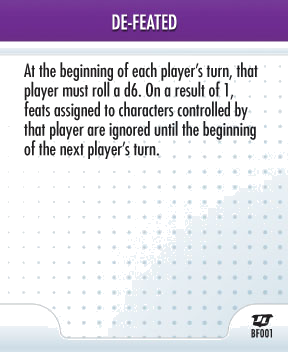 DE-FEATED
At the beginning of each player's turn, that
player must roll a d6. On a result of 1,
feats assigned to characters controlled by
that player are ignored until the beginning
of the next player's turn.
BF001